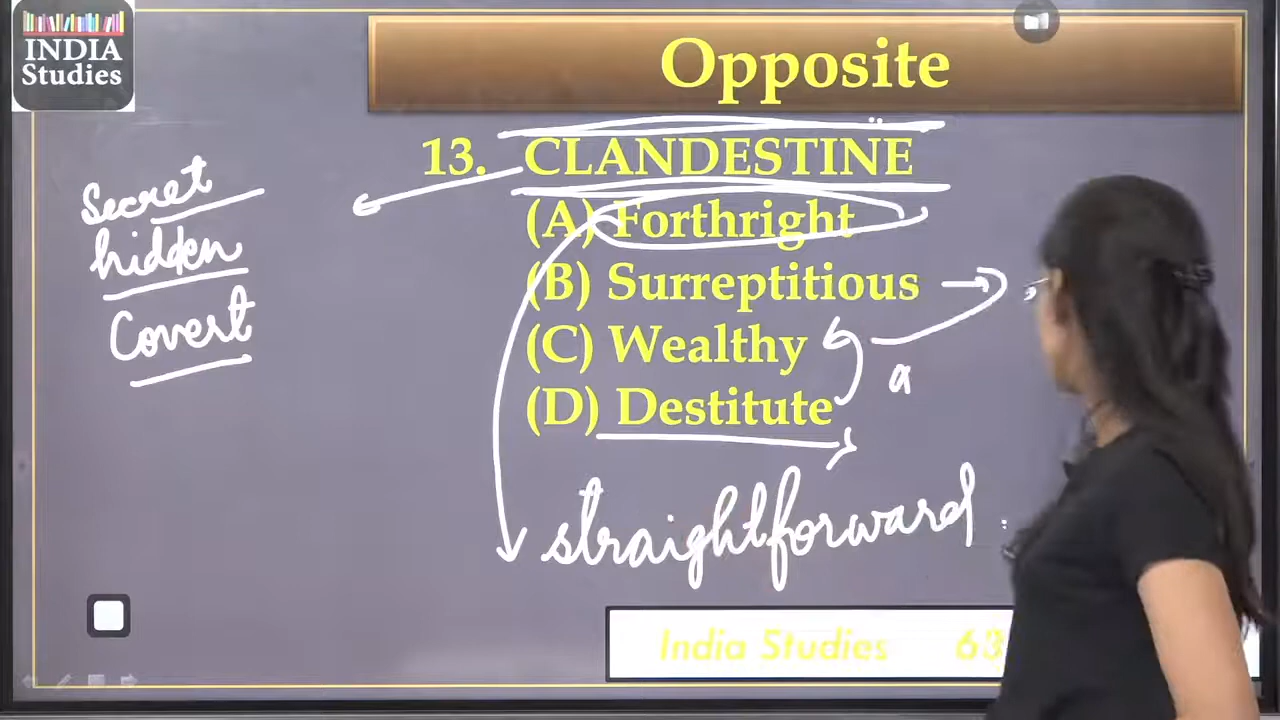 INDIA
Studies
Opposite
13. CLANDESTINE
(A) Forthright
(B) Surreptitious
(C) Wealthy
a
(D) Destitute
Secret
hidden
Covert
straightforward
India Studies 63